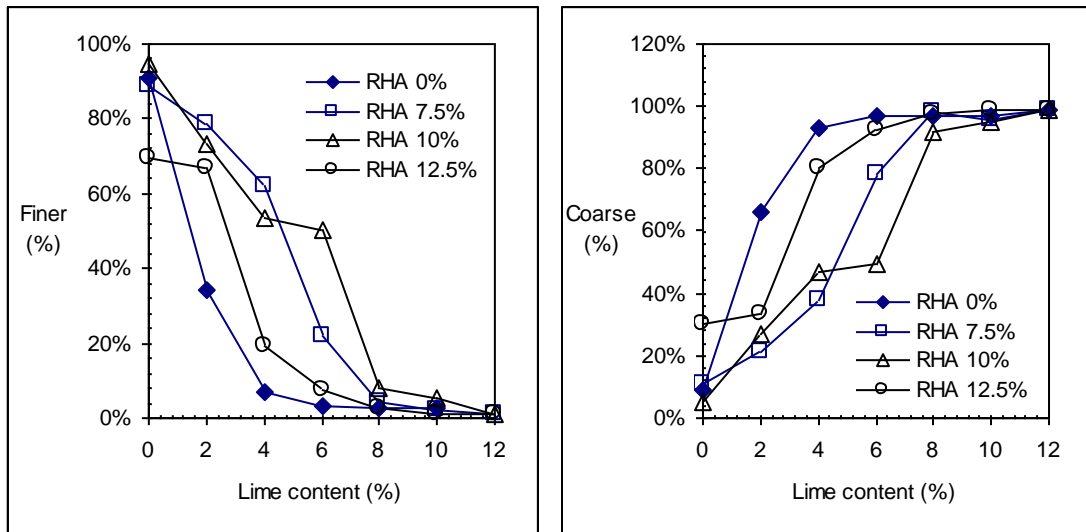 100%
80%
60%
40%
20%
0%
Finer
(%)
RHA 0%
RHA 7.5%
RHA 10%
RHA 12.5%
0 2 4 6 8 10 12
Lime content (%)
120%
100%
80%
60%
40%
20%
0%
Coarse
(%)
RHA 0%
RHA 7.5%
RHA 10%
RHA 12.5%
0 2 4 6 8 10 12
Lime content (%)